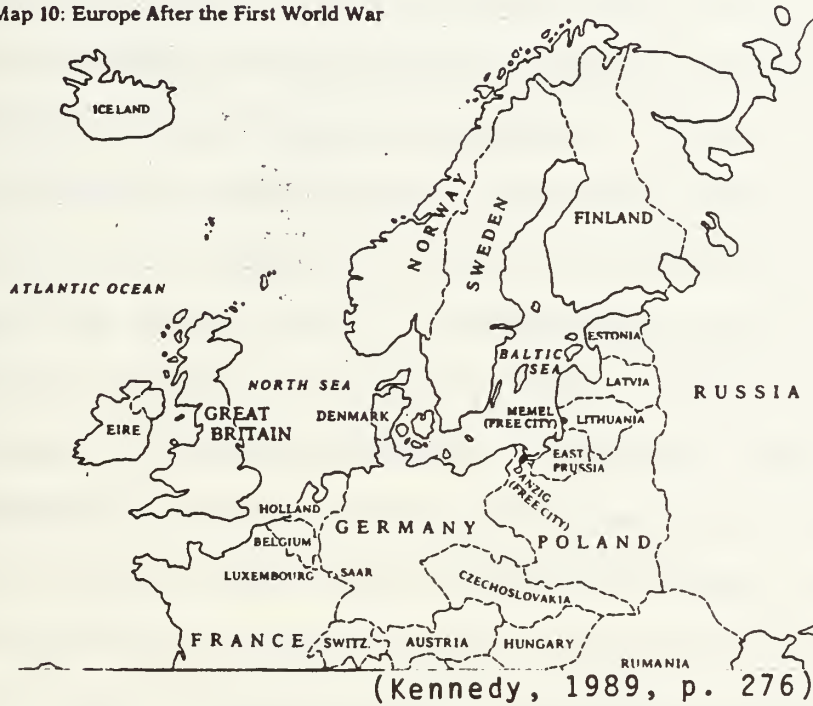 Map 10: Europe After the First World War
ICELAND
NORWAY
SWEDEN
FINLAND
ATLANTIC OCEAN
ESTONIA
BALTIC
SEA
NORTH SEA
LATVIA
RUSSIA
GREAT
BRITAIN
DENMARK
MEMEL
(FREE CITY)
LITHUANIA
EIRE
EAST
PRUSSIA
DANZIG
(FREE CITY)
HOLLAND
GERMANY
POLAND
BELGIUM
LUXEMBOURG
SAAR
CZECHOSLOVAKIA
FRANCE
SWITZ.
AUSTRIA
HUNGARY
RUMANIA
(Kennedy, 1989, p. 276)